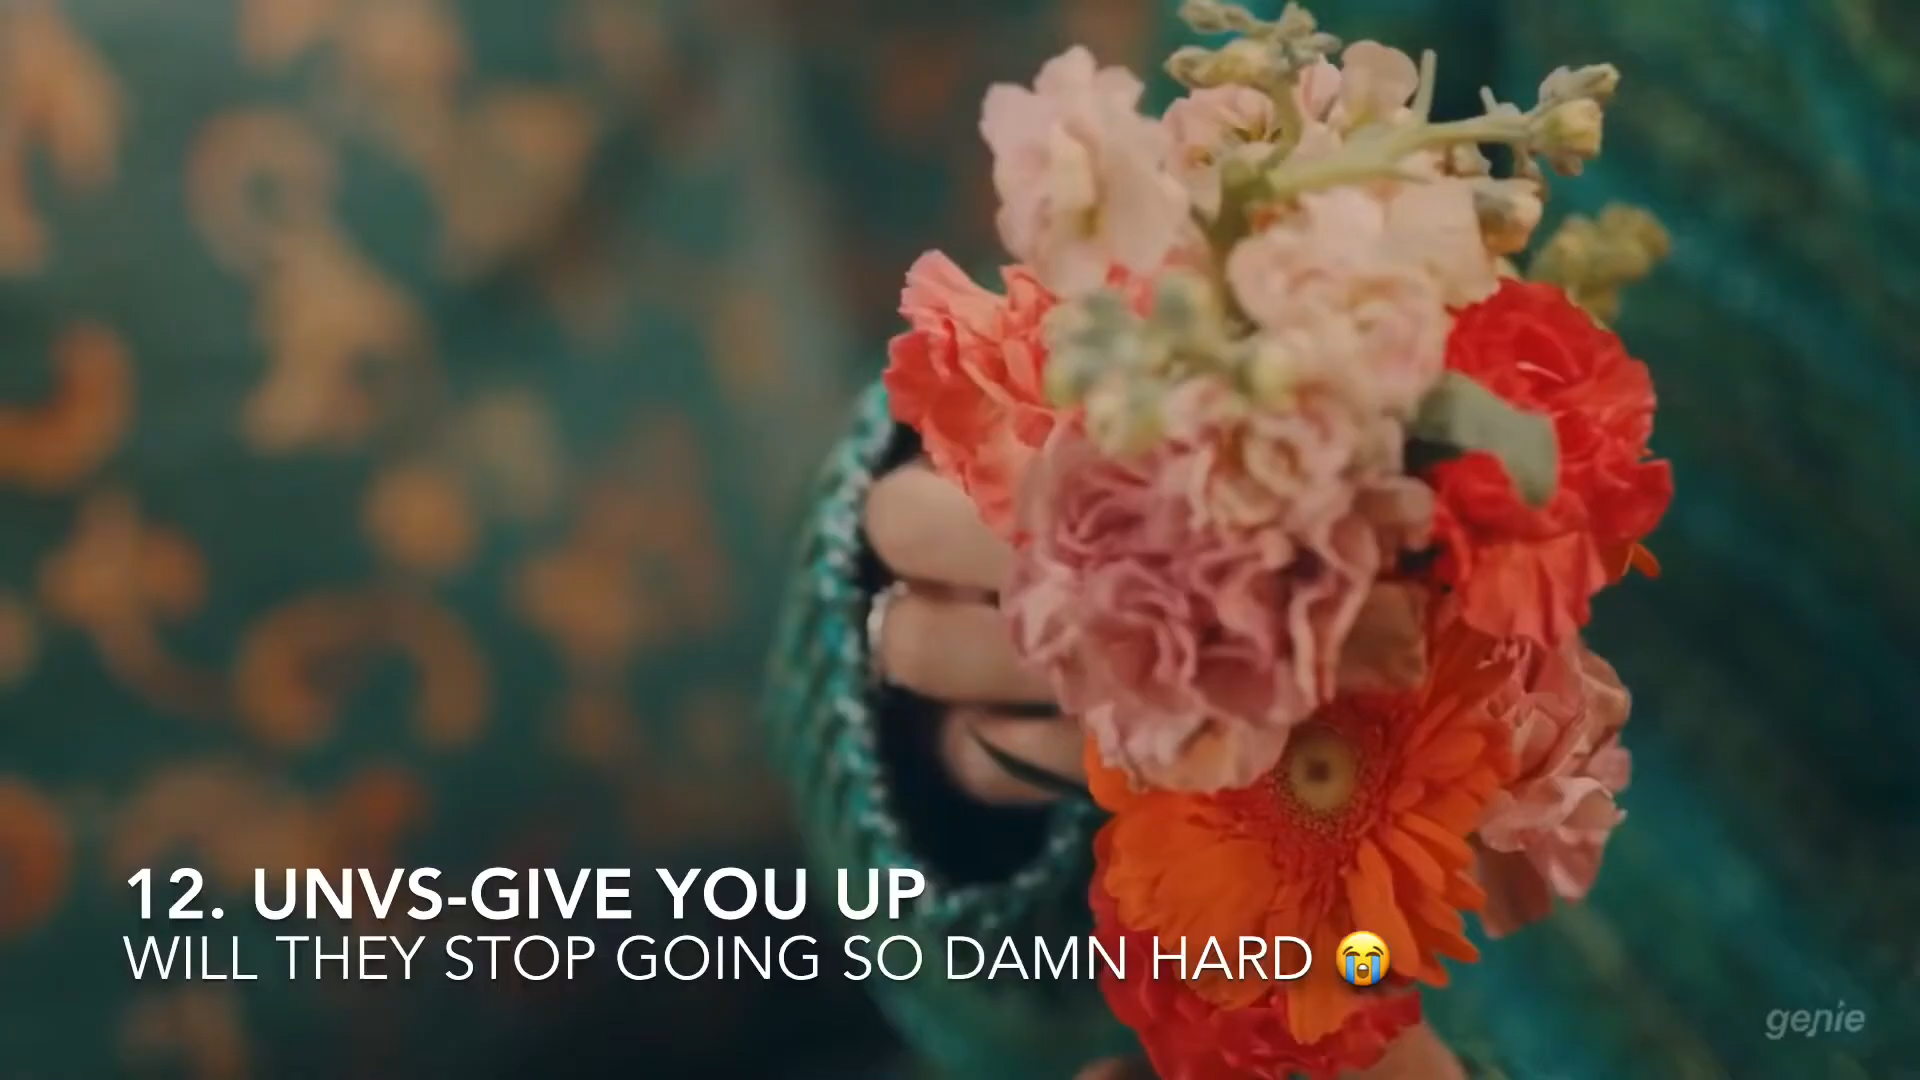 12. UNVS-GIVE YOU UP
WILL THEY STOP GOING SO DAMN HARD 😭
genie